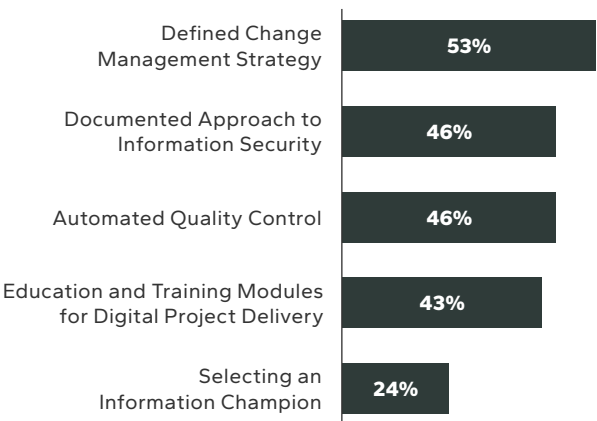 Defined Change
Management Strategy
53%
Documented Approach to
Information Security
46%
Automated Quality Control
46%
Education and Training Modules
for Digital Project Delivery
43%
Selecting an
Information Champion
24%